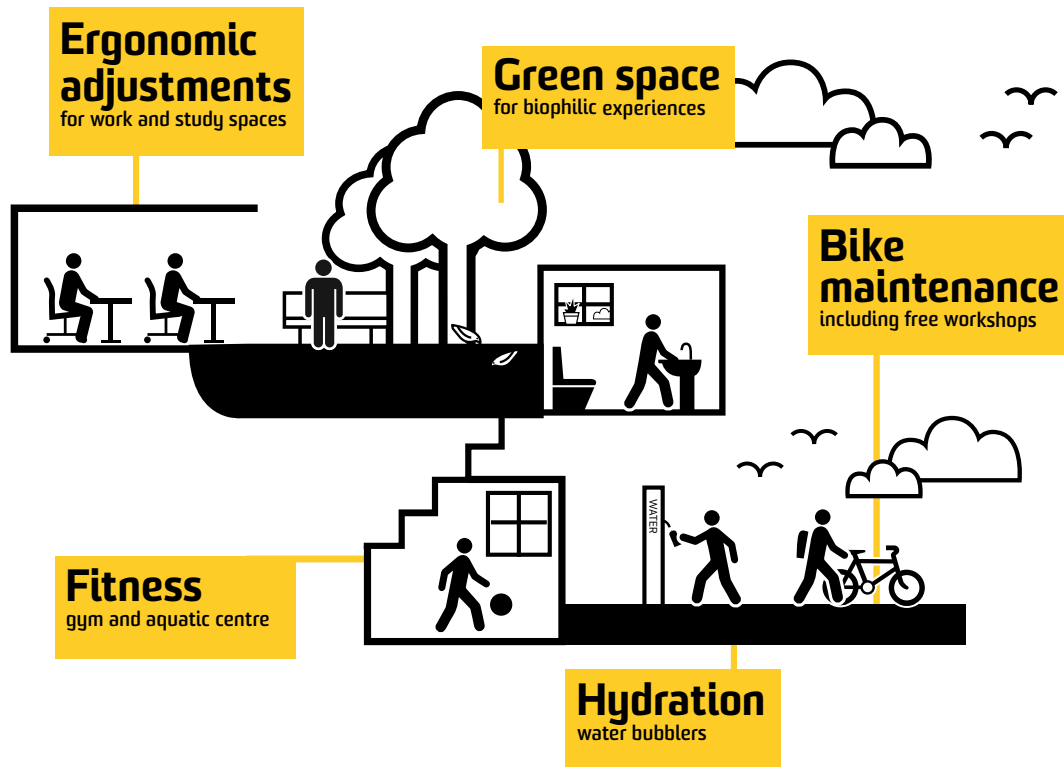 Ergonomic
adjustments
for work and study spaces
Green space
for biophilic experiences
Bike
maintenance
including free workshops
WATER
Fitness
gym and aquatic centre
Hydration
water bubblers